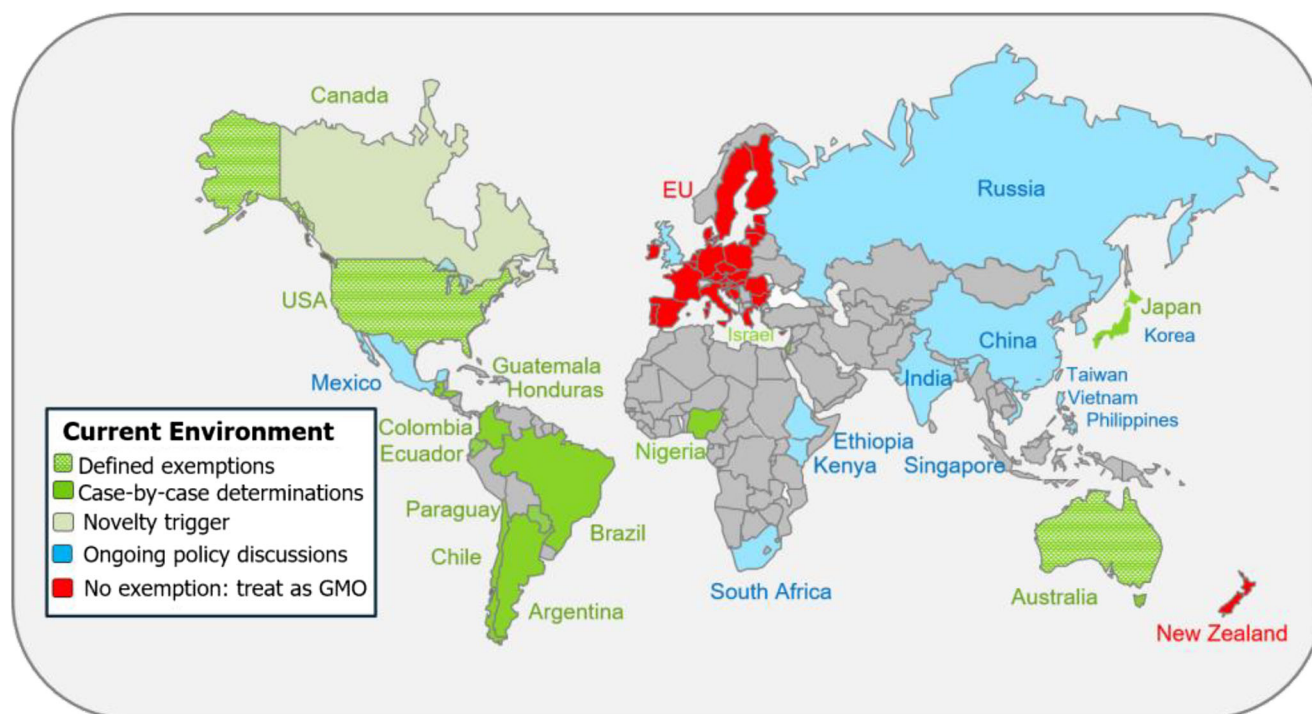 Canada
EU
Russia
USA
Israel
Japan
Korea
China
Mexico
Guatemala
Honduras
India
Taiwan
Vietnam
Philippines
Current Environment
Defined exemptions
Case-by-case determinations
Novelty trigger
Ongoing policy discussions
No exemption: treat as GMO
Colombia
Ecuador
Nigeria
Ethiopia
Kenya
Singapore
Paraguay
Brazil
Chile
Argentina
South Africa
Australia
New Zealand